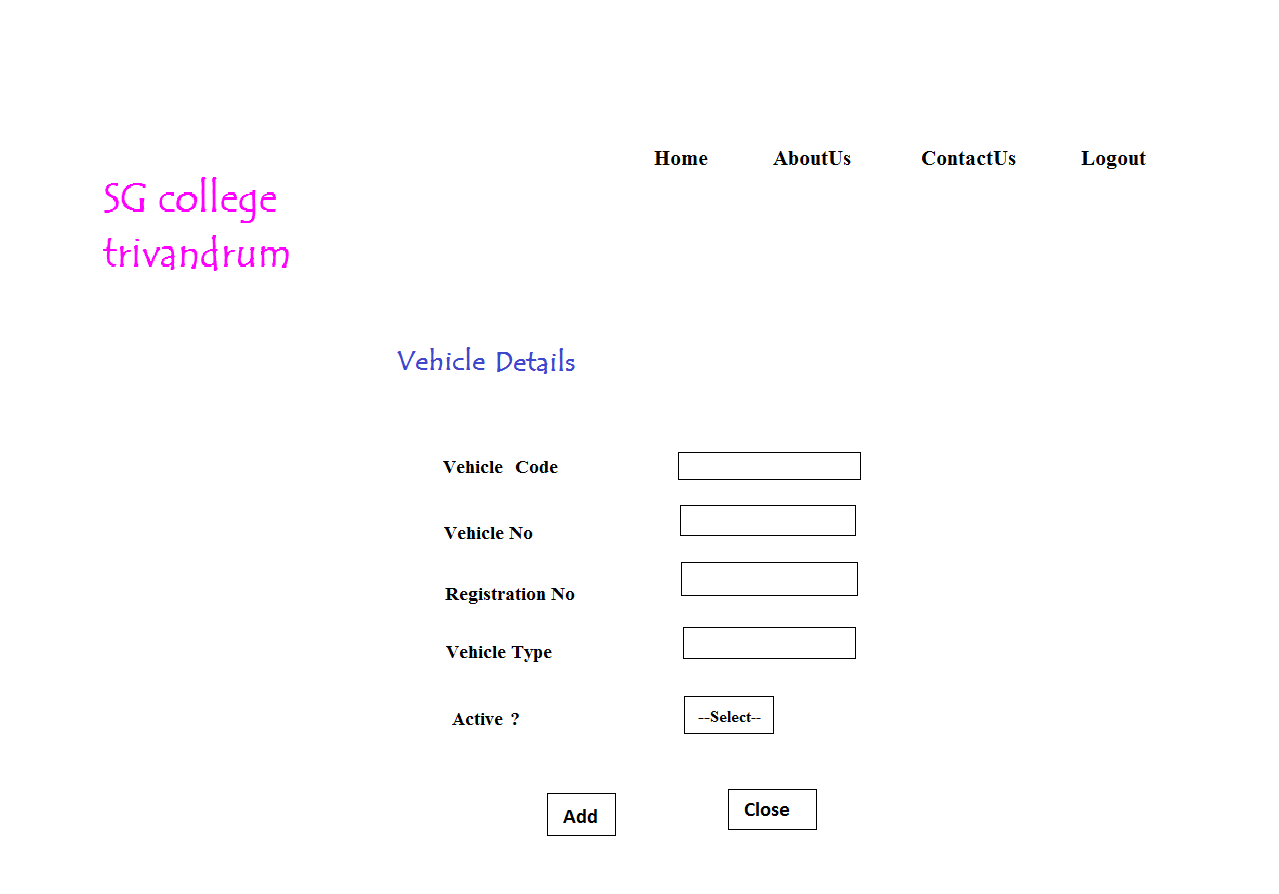 Home AboutUs ContactUs Logout
SG college
trivandrum
Vehicle Details
Vehicle Code
Vehicle No
Registration No
Vehicle Type
Active ? --Select--
Add Close